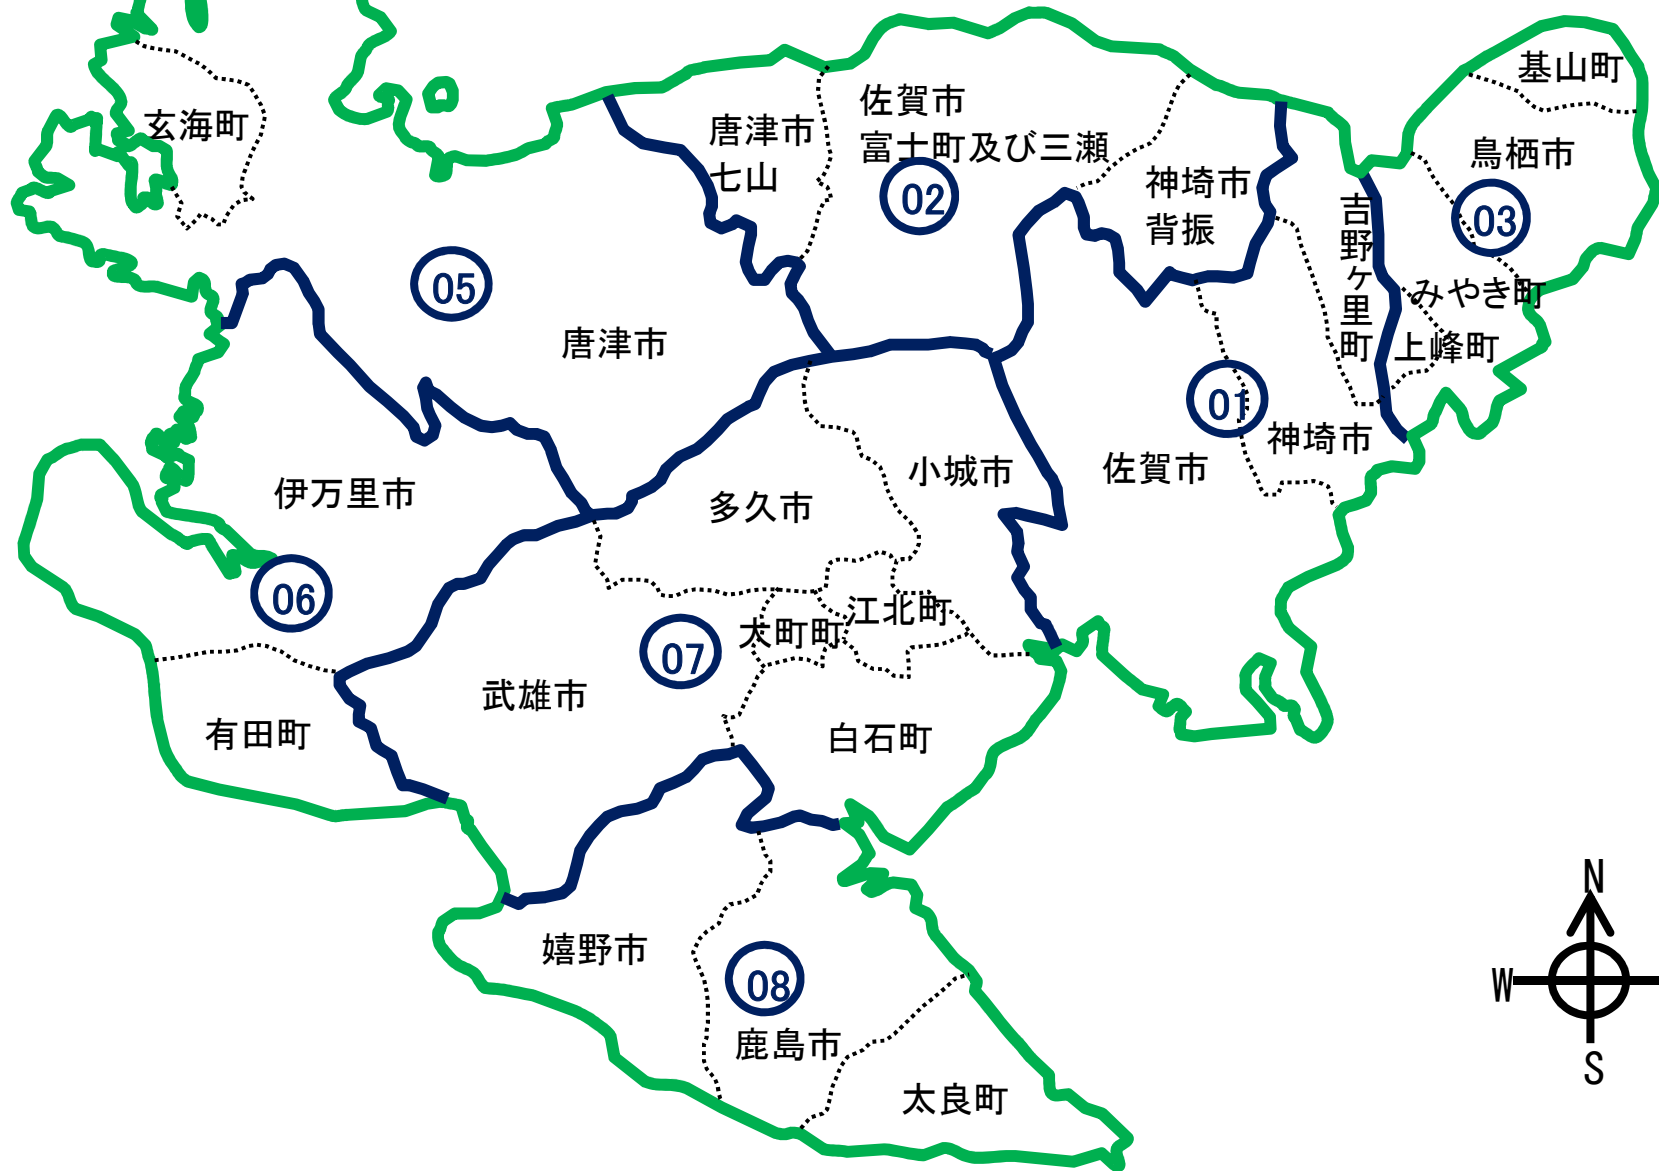 基山町
玄海町
唐津市
七山
佐賀市
富士町及び三瀬
02
神埼市
背振
鳥栖市
03
吉野ヶ里町
みやき町
上峰町
05
唐津市
01
神埼市
佐賀市
小城市
多久市
伊万里市
06
江北町
大町町
07
武雄市
有田町
白石町
嬉野市
08
鹿島市
太良町
N
W
S